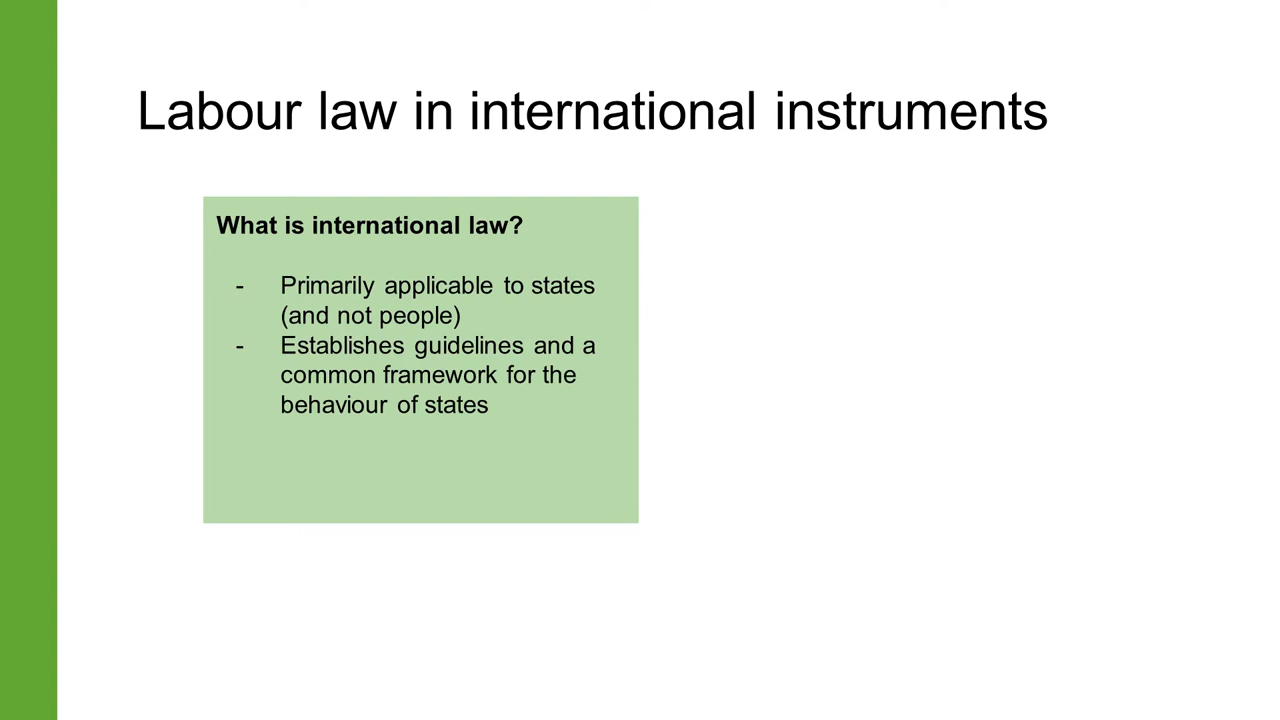 Labour law in international instruments
What is international law?
- Primarily applicable to states
(and not people)
- Establishes guidelines and a
common framework for the
behaviour of states